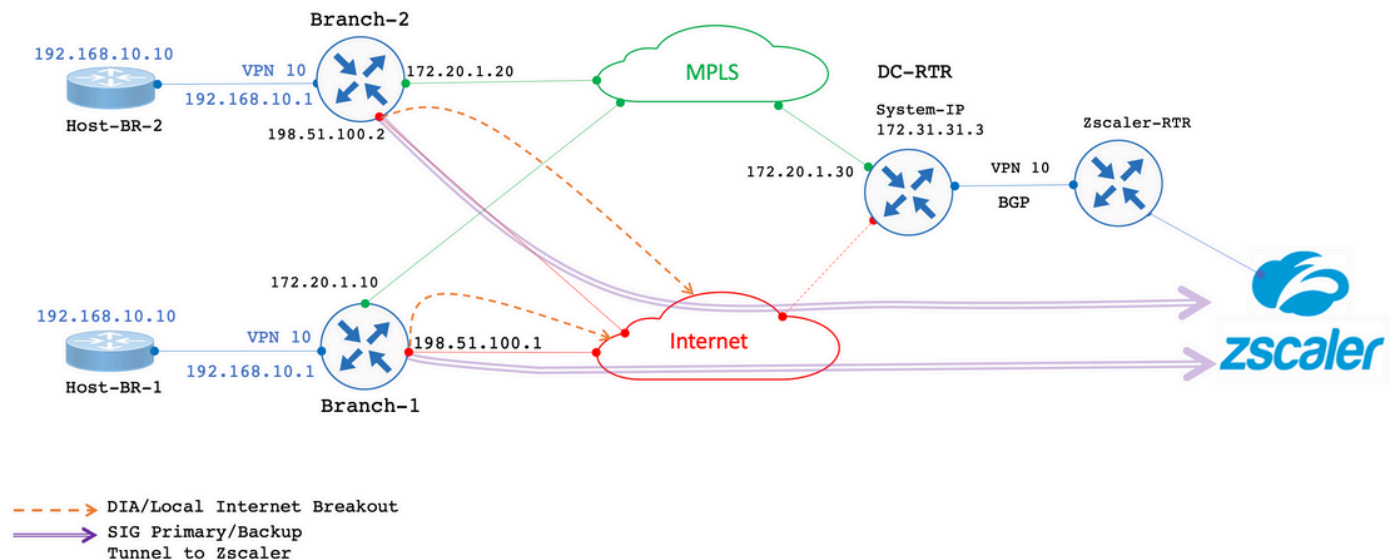 Branch-2
192.168.10.10
VPN 10
192.168.10.1
Host-BR-2
172.20.1.20
198.51.100.2
MPLS
DC-RTR
System-IP
172.31.31.3
172.20.1.30
VPN 10
BGP
Zscaler-RTR
172.20.1.10
192.168.10.10
VPN 10
192.168.10.1
Host-BR-1
198.51.100.1
Branch-1
Internet
zscaler
DIA/Local Internet Breakout
SIG Primary/Backup
Tunnel to Zscaler